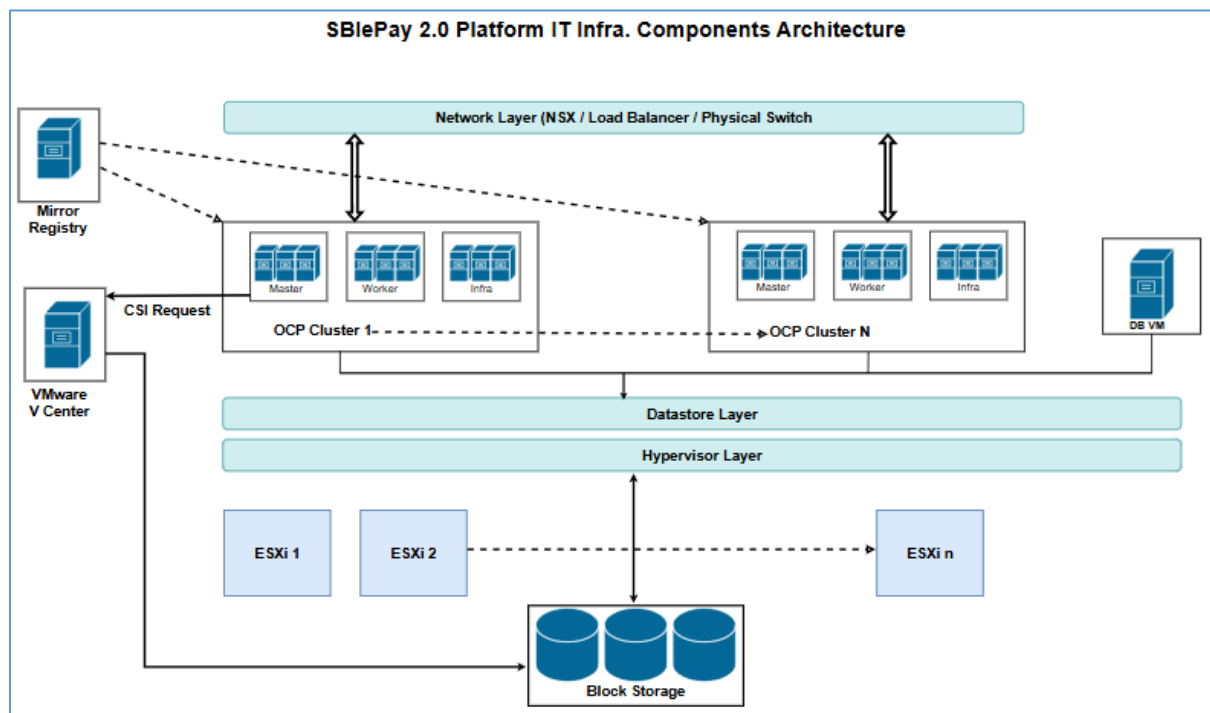 SBIePay 2.0 Platform IT Infra. Components Architecture
Network Layer (NSX / Load Balancer / Physical Switch
Mirror
Registry
Master
Worker
Infra
OCP Cluster 1
Master
Worker
Infra
OCP Cluster N
DB VM
CSI Request
VMware
V Center
Datastore Layer
Hypervisor Layer
ESXi 1
ESXi 2
ESXi n
Block Storage